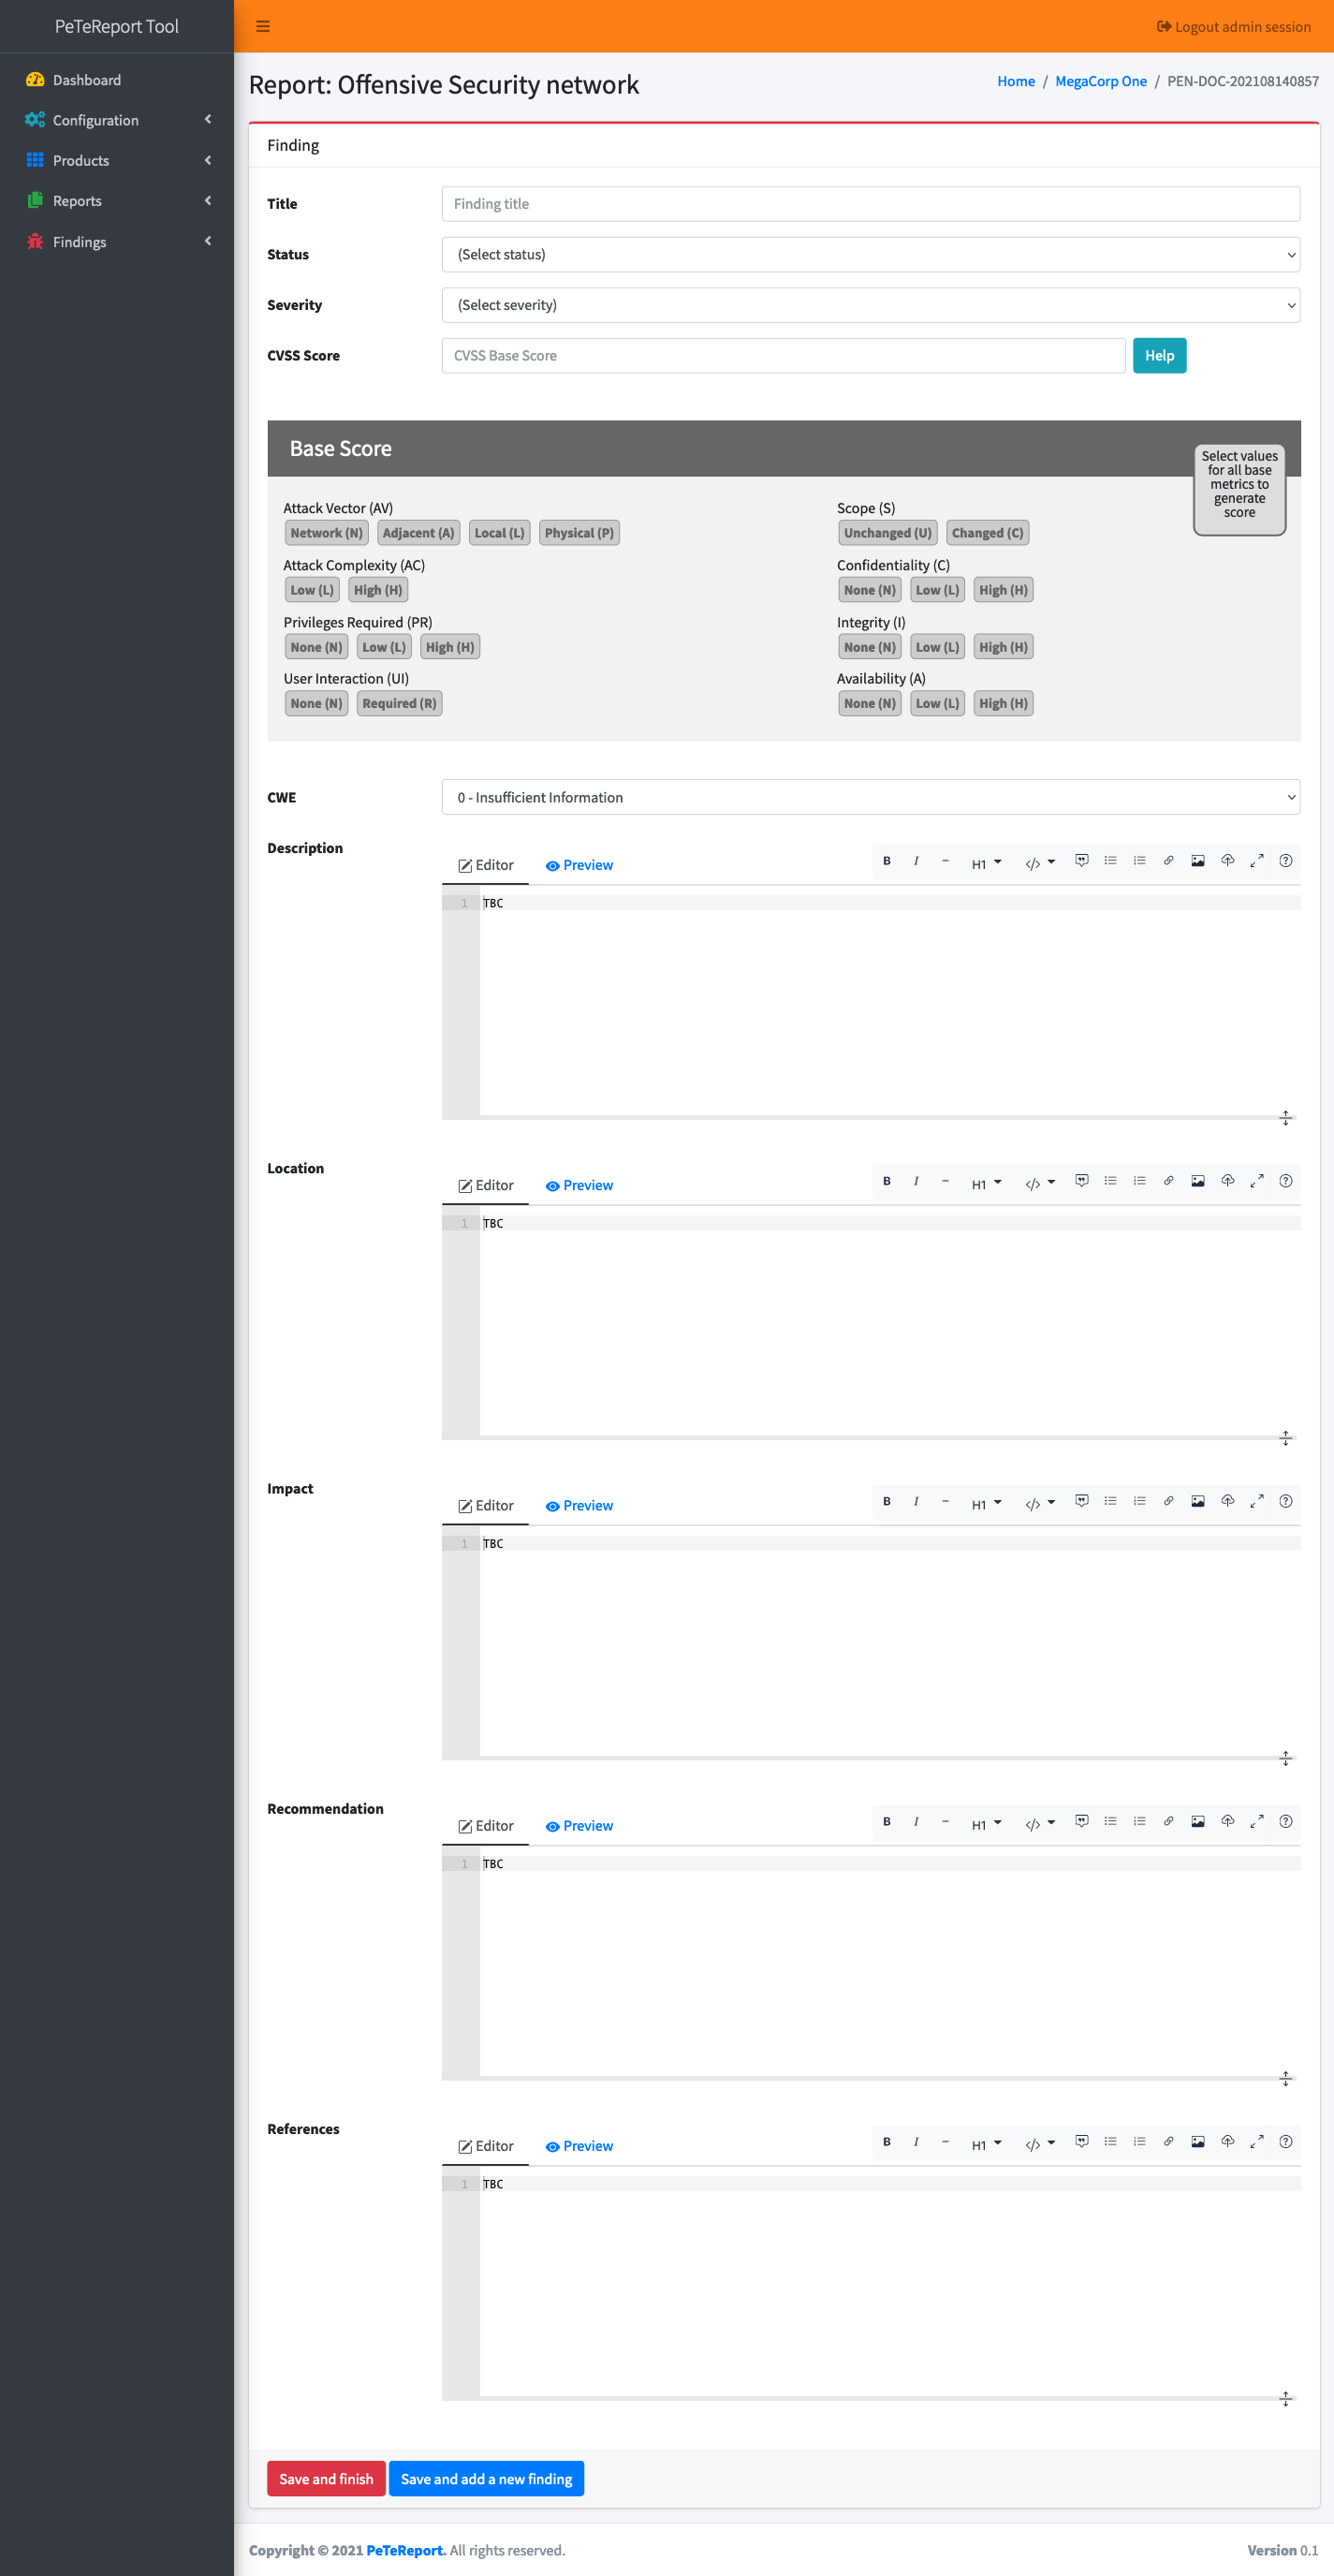 PeTeReport Tool
Logout admin session
Dashboard
Configuration
Products
Reports
Findings
Report: Offensive Security network
Home / MegaCorp One / PEN-DOC-202108140857
Finding
Title
Finding title
Status
(Select status)
Severity
(Select severity)
CVSS Score
CVSS Base Score
Help
Base Score
Select values
for all base
metrics to
generate
score
Attack Vector (AV)
Network (N) Adjacent (A) Local (L) Physical (P)
Attack Complexity (AC)
Low (L) High (H)
Privileges Required (PR)
None (N) Low (L) High (H)
User Interaction (UI)
None (N) Required (R)
Scope (S)
Unchanged (U) Changed (C)
Confidentiality (C)
None (N) Low (L) High (H)
Integrity (I)
None (N) Low (L) High (H)
Availability (A)
None (N) Low (L) High (H)
CWE
0 - Insufficient Information
Description
Editor Preview B I H1
1 TBC
Location
Editor Preview B I H1
1 TBC
Impact
Editor Preview B I H1
1 TBC
Recommendation
Editor Preview B I H1
1 TBC
References
Editor Preview B I H1
1 TBC
Save and finish Save and add a new finding
Copyright © 2021 PeTeReport. All rights reserved.
Version 0.1